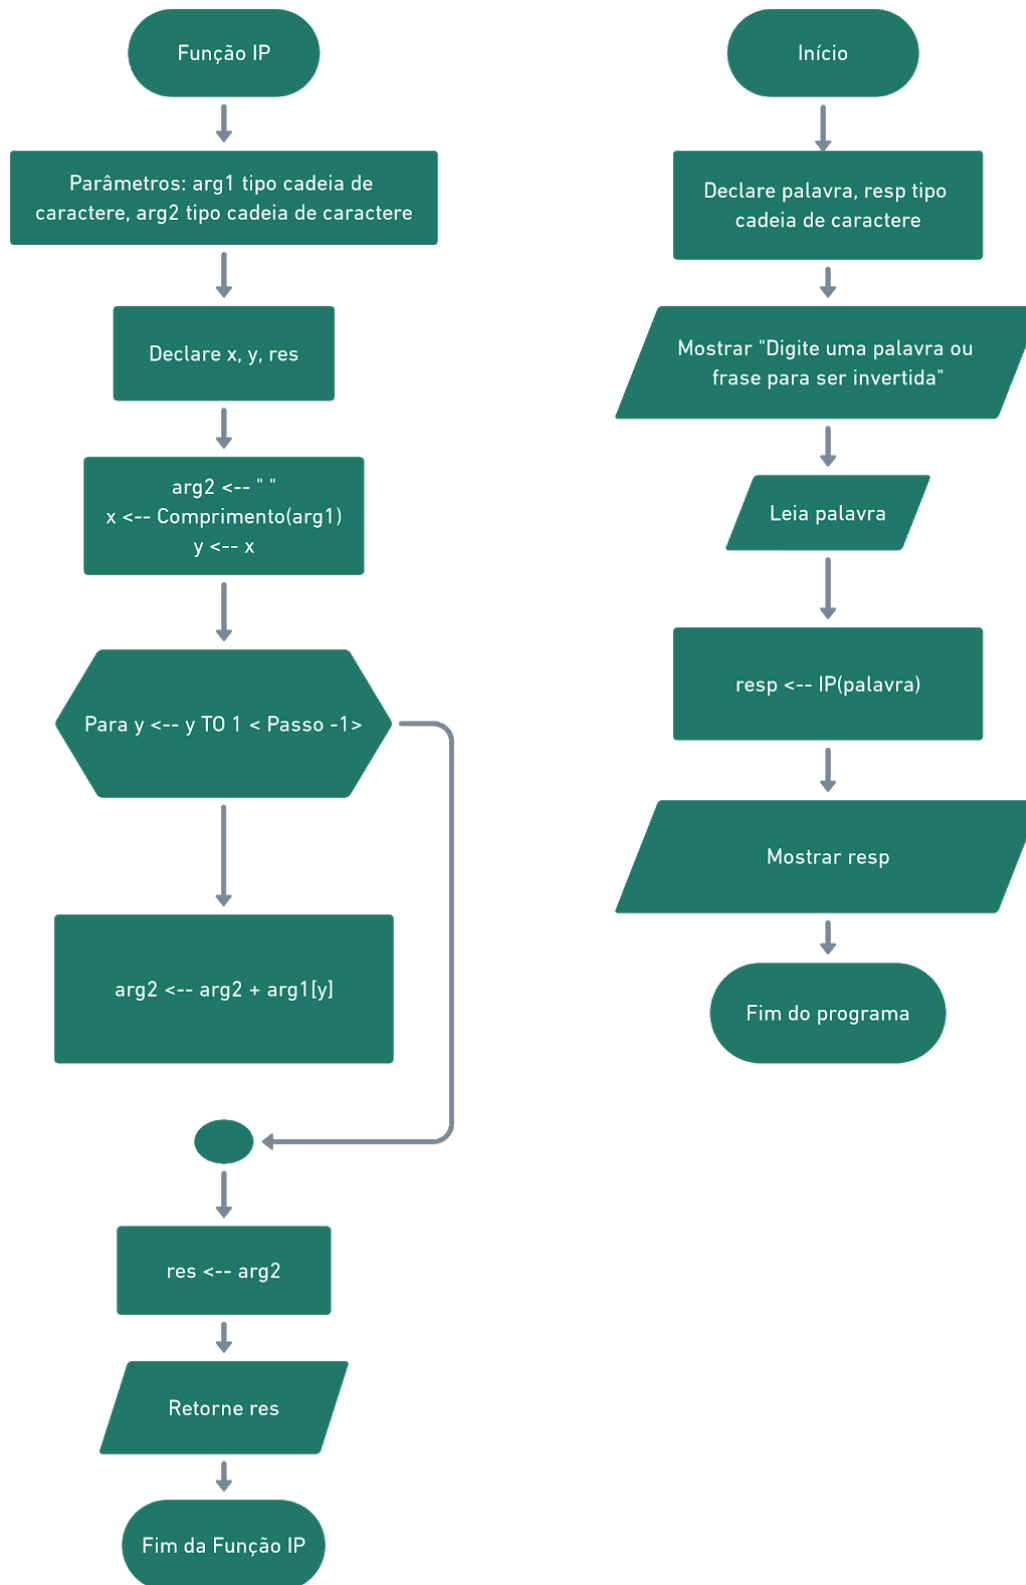 Função IP
Parâmetros: arg1 tipo cadeia de
caractere, arg2 tipo cadeia de caractere
Declare x, y, res
arg2 <-- " "
x <-- Comprimento(arg1)
y <-- x
Para y <-- y TO 1 < Passo -1>
arg2 <-- arg2 + arg1[y]
res <-- arg2
Retorne res
Fim da Função IP
Início
Declare palavra, resp tipo
cadeia de caractere
Mostrar "Digite uma palavra ou
frase para ser invertida"
Leia palavra
resp <-- IP(palavra)
Mostrar resp
Fim do programa